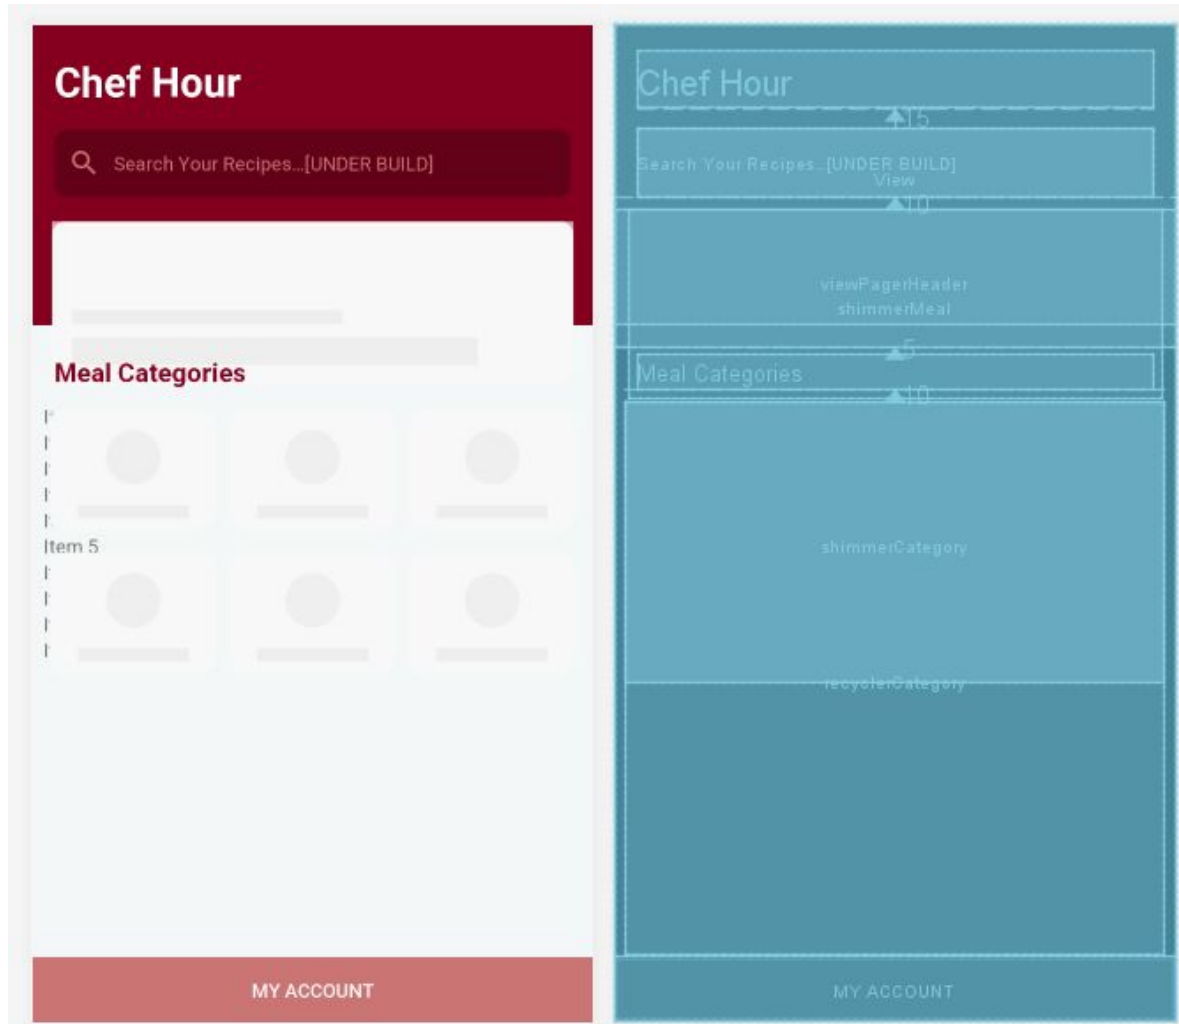 Chef Hour
Search Your Recipes...[UNDER BUILD]
Meal Categories
Item 5
MY ACCOUNT
Chef Hour
15
Search Your Recipes...[UNDER BUILD]
View
10
viewPagerHeader
shimmerMeal
5
Meal Categories
10
shimmerCategory
recyclerCategory
MY ACCOUNT